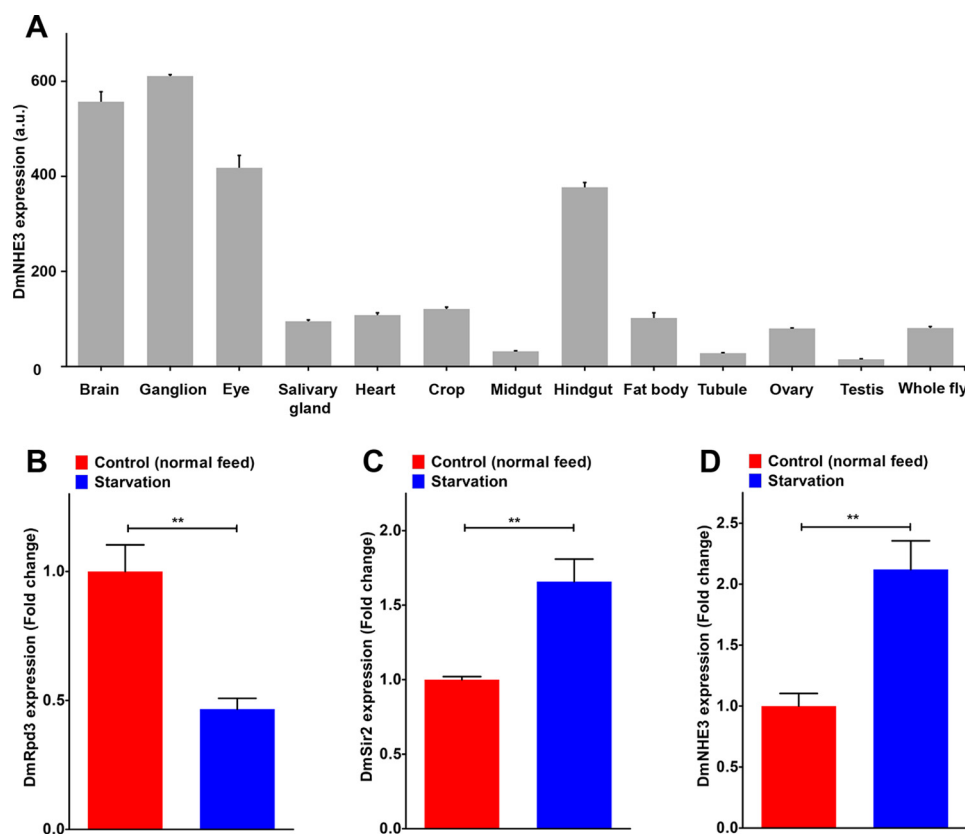 A
DmNHE3 expression (a.u.)
600
400
200
0
Brain Ganglion Eye Salivary gland Heart Crop Midgut Hindgut Fat body Tubule Ovary Testis Whole fly
B
Control (normal feed)
Starvation
DmRpd3 expression (Fold change)
**
1.0
0.5
0.0
C
Control (normal feed)
Starvation
DmSir2 expression (Fold change)
**
2.0
1.5
1.0
0.5
0.0
D
Control (normal feed)
Starvation
DmNHE3 expression (Fold change)
**
2.5
2.0
1.5
1.0
0.5
0.0